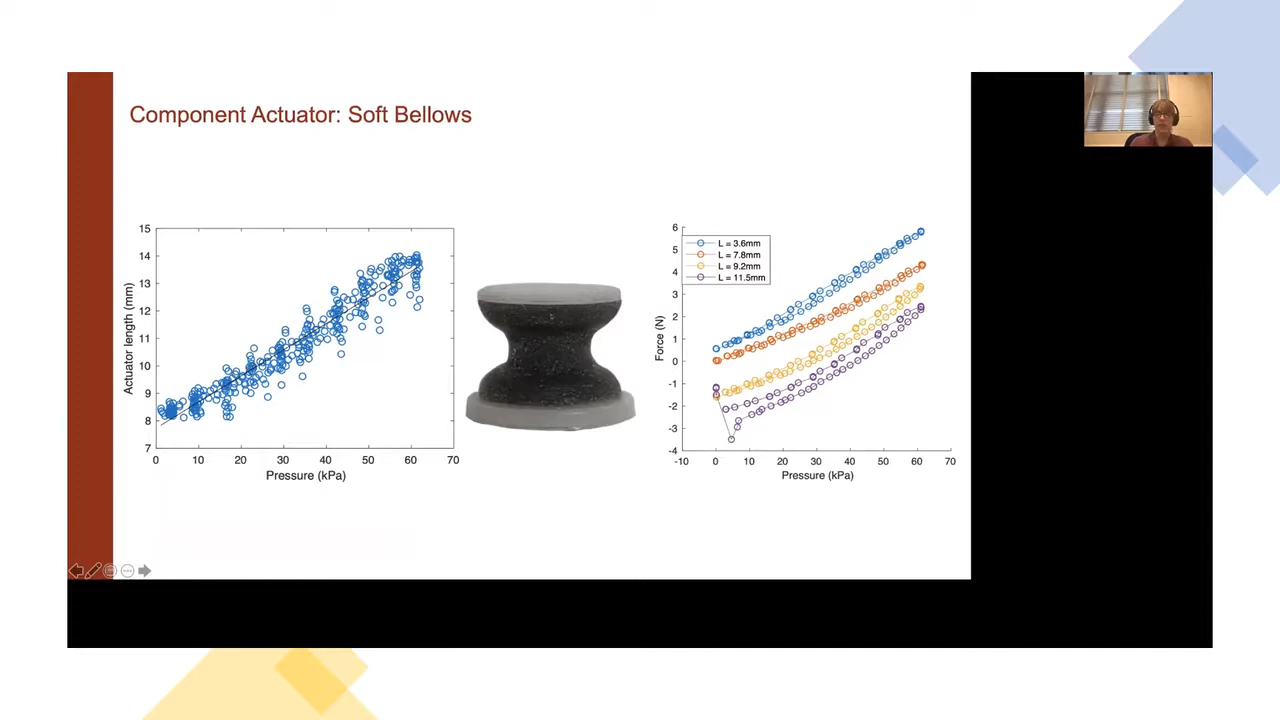 Component Actuator: Soft Bellows
Actuator length (mm)
15
14
13
12
11
10
9
8
7
0 10 20 30 40 50 60 70
Pressure (kPa)
Force (N)
6
5
4
3
2
1
0
-1
-2
-3
-4
L = 3.6mm
L = 7.8mm
L = 9.2mm
L = 11.5mm
-10 0 10 20 30 40 50 60 70
Pressure (kPa)